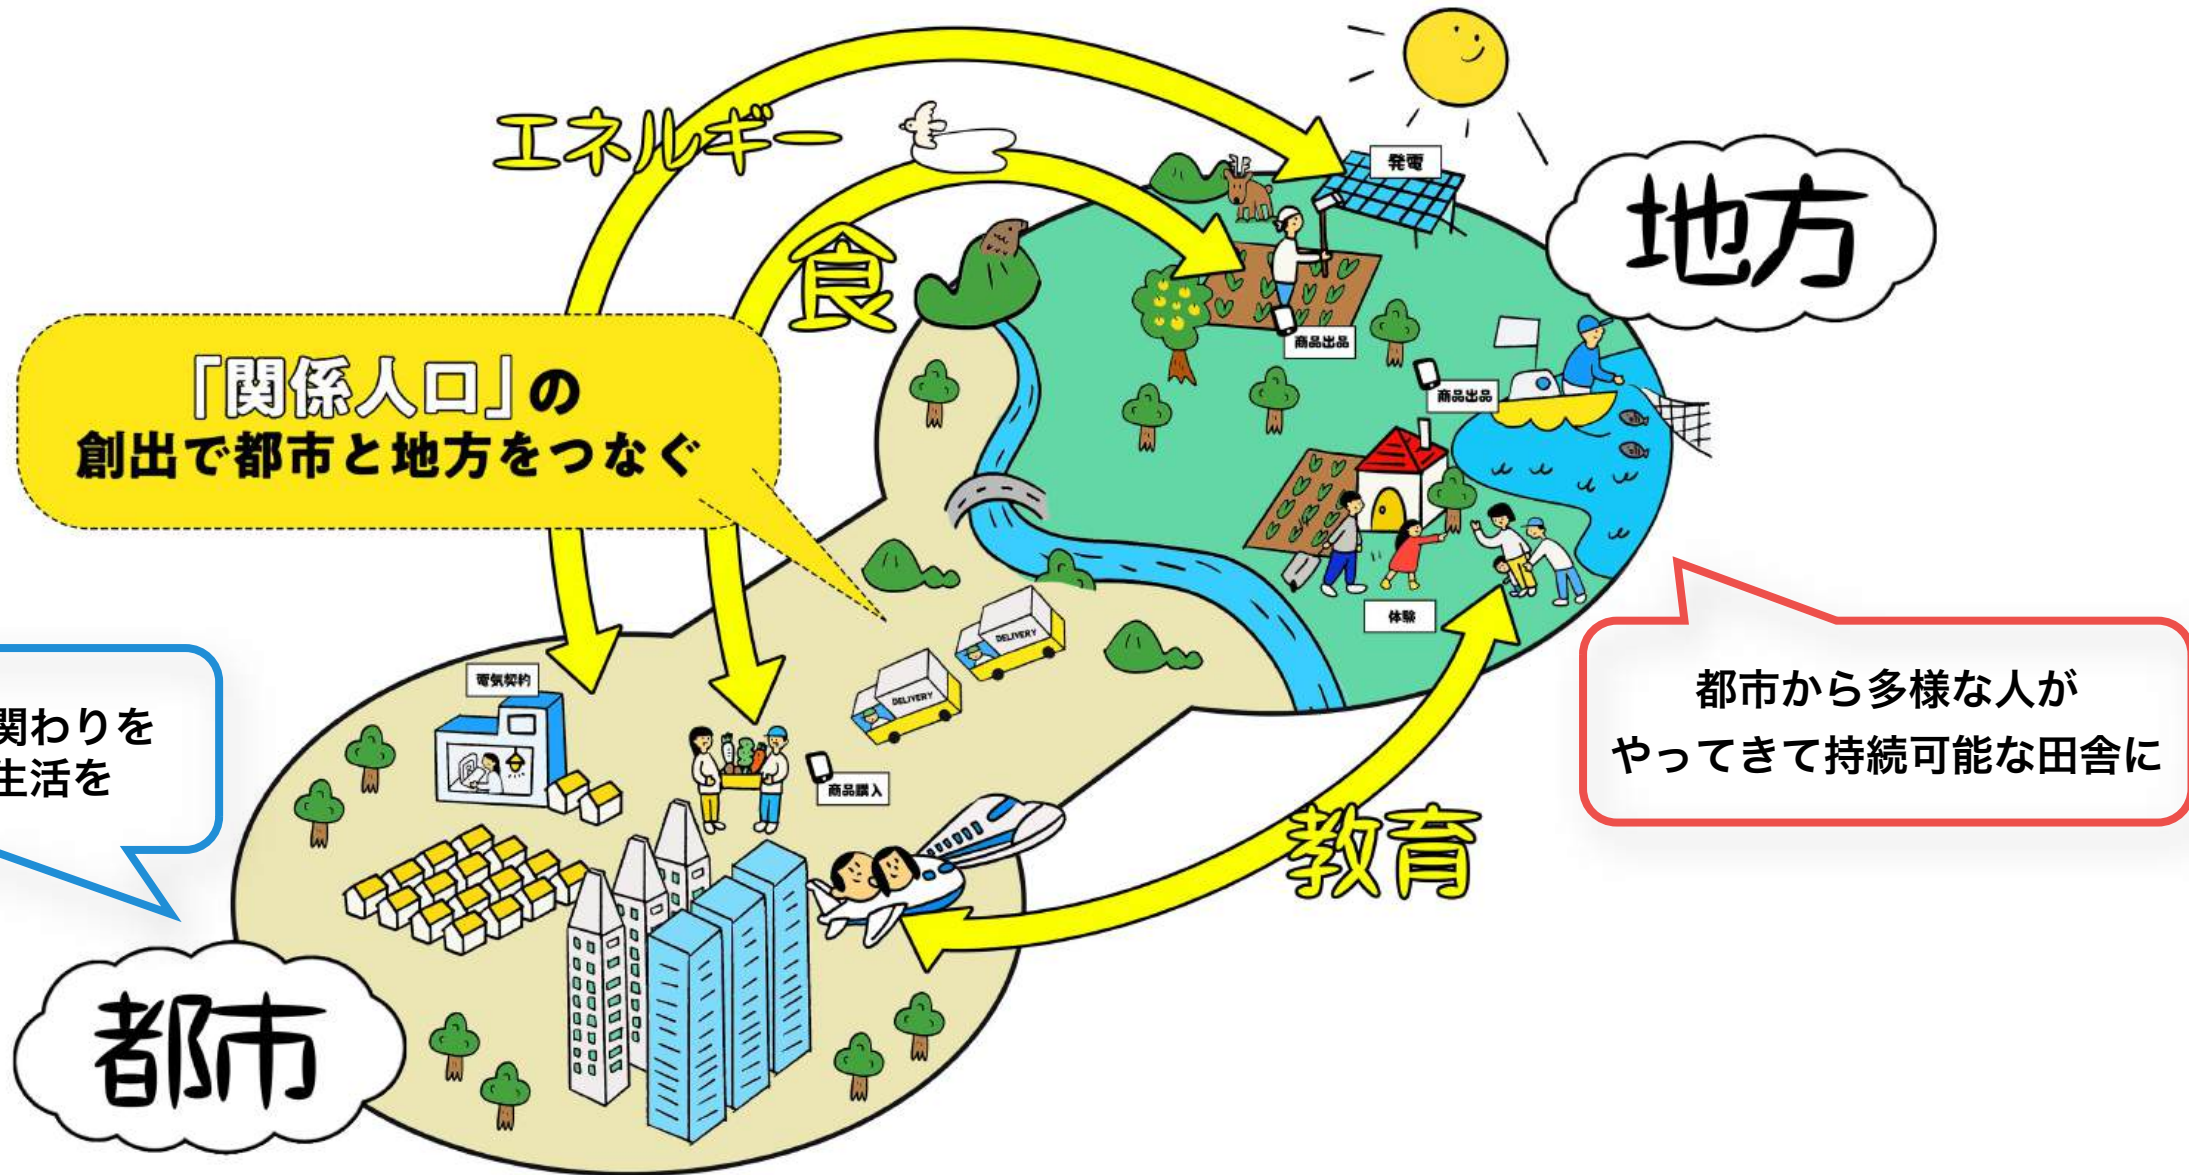 エネルギー
発電
地方
食
商品出品
商品出品
「関係人口」の
創出で都市と地方をつなぐ
体験
DELIVERY
DELIVERY
都市から多様な人が
やってきて持続可能な田舎に
電気契約
関わりを
生活を
商品購入
教育
都市